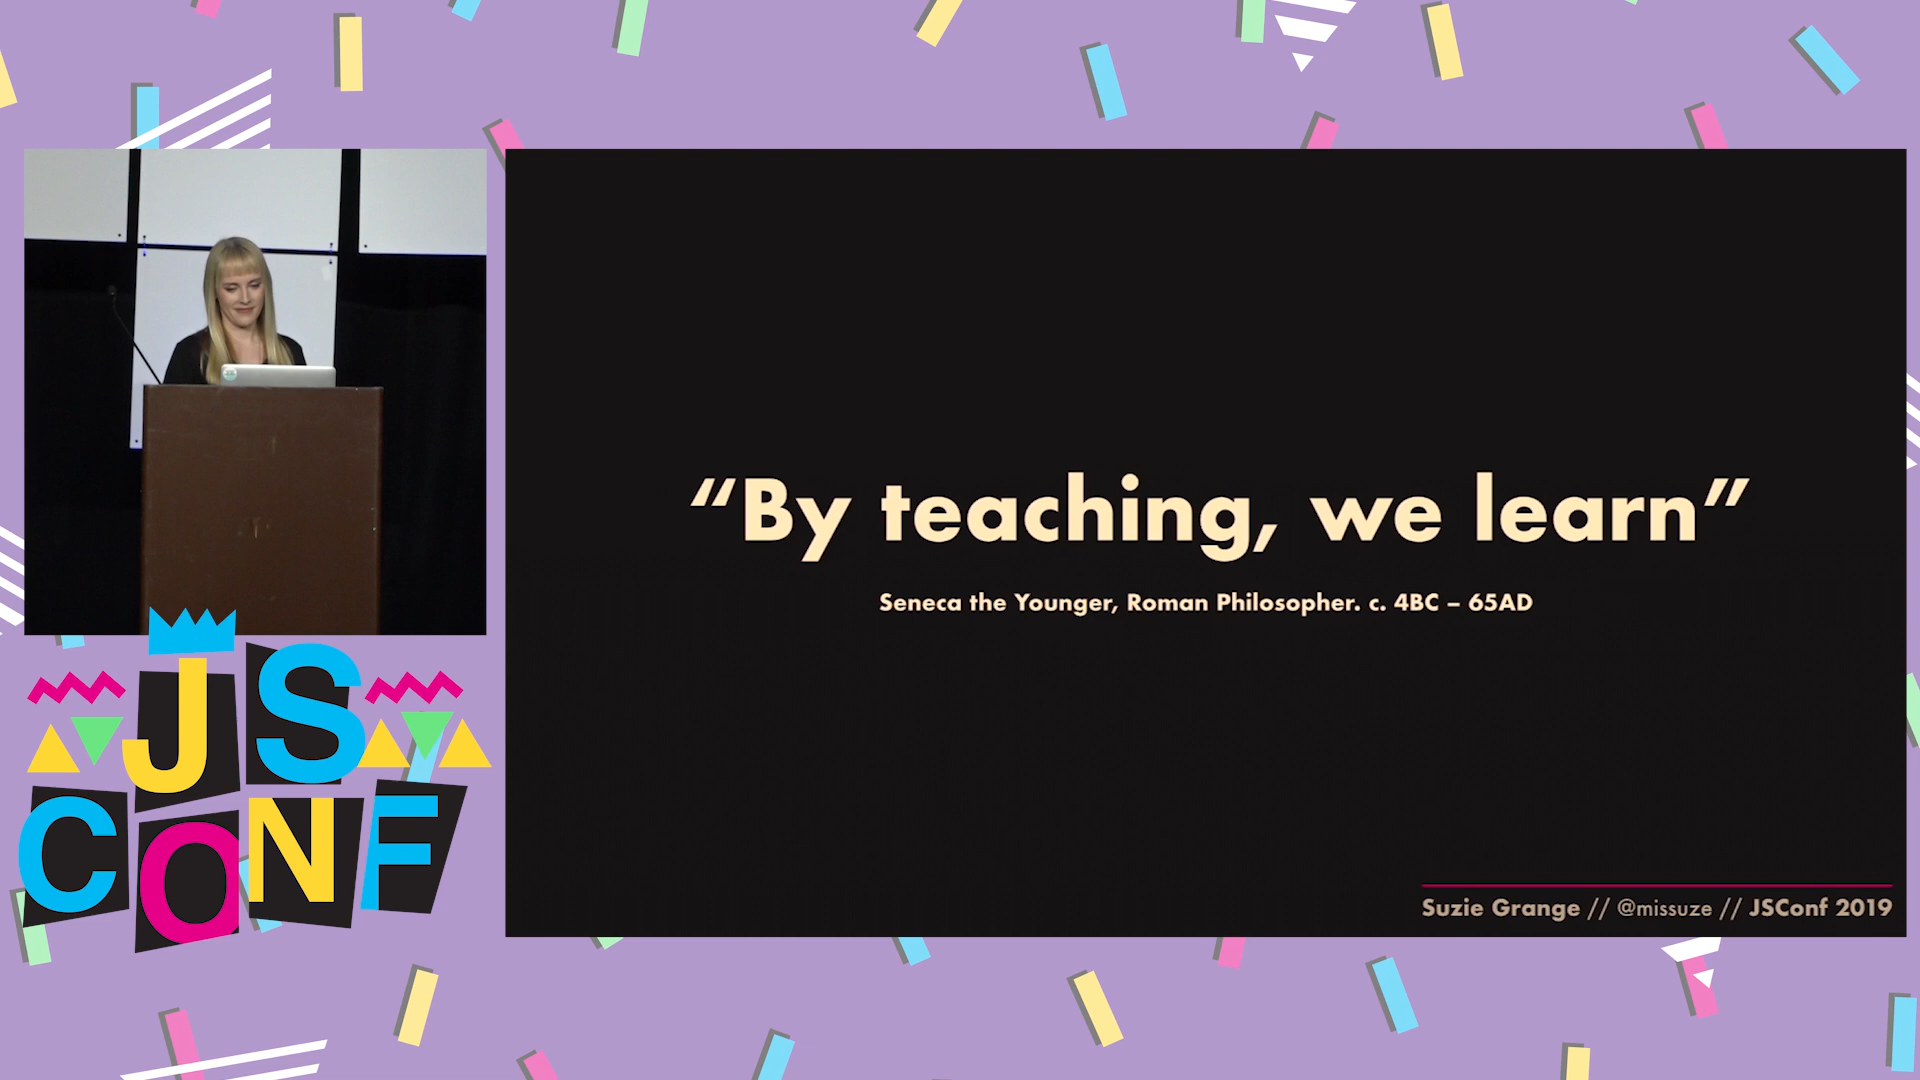 “By teaching, we learn”
Seneca the Younger, Roman Philosopher. c. 4BC – 65AD
Suzie Grange // @missuze // JSConf 2019
JS
CONF